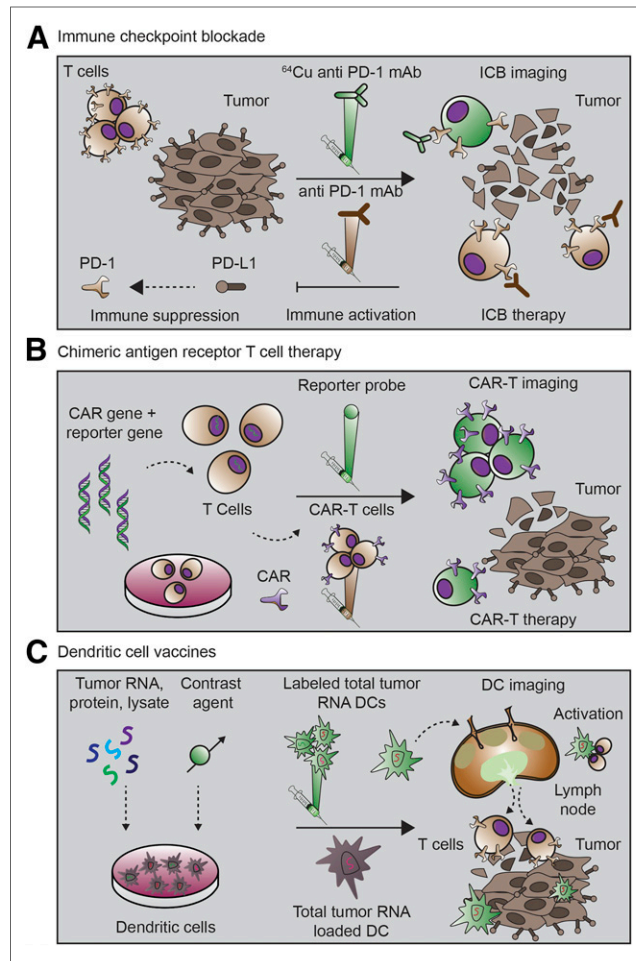 A Immune checkpoint blockade
T cells
Tumor
64Cu anti PD-1 mAb
ICB imaging
Tumor
anti PD-1 mAb
PD-1
PD-L1
Immune suppression
Immune activation
ICB therapy
B Chimeric antigen receptor T cell therapy
CAR gene +
reporter gene
T Cells
Reporter probe
CAR-T imaging
Tumor
CAR-T cells
CAR
CAR-T therapy
C Dendritic cell vaccines
Tumor RNA,
protein, lysate
Contrast
agent
Labeled total tumor
RNA DCs
DC imaging
Activation
Lymph
node
T cells
Tumor
Dendritic cells
Total tumor RNA
loaded DC